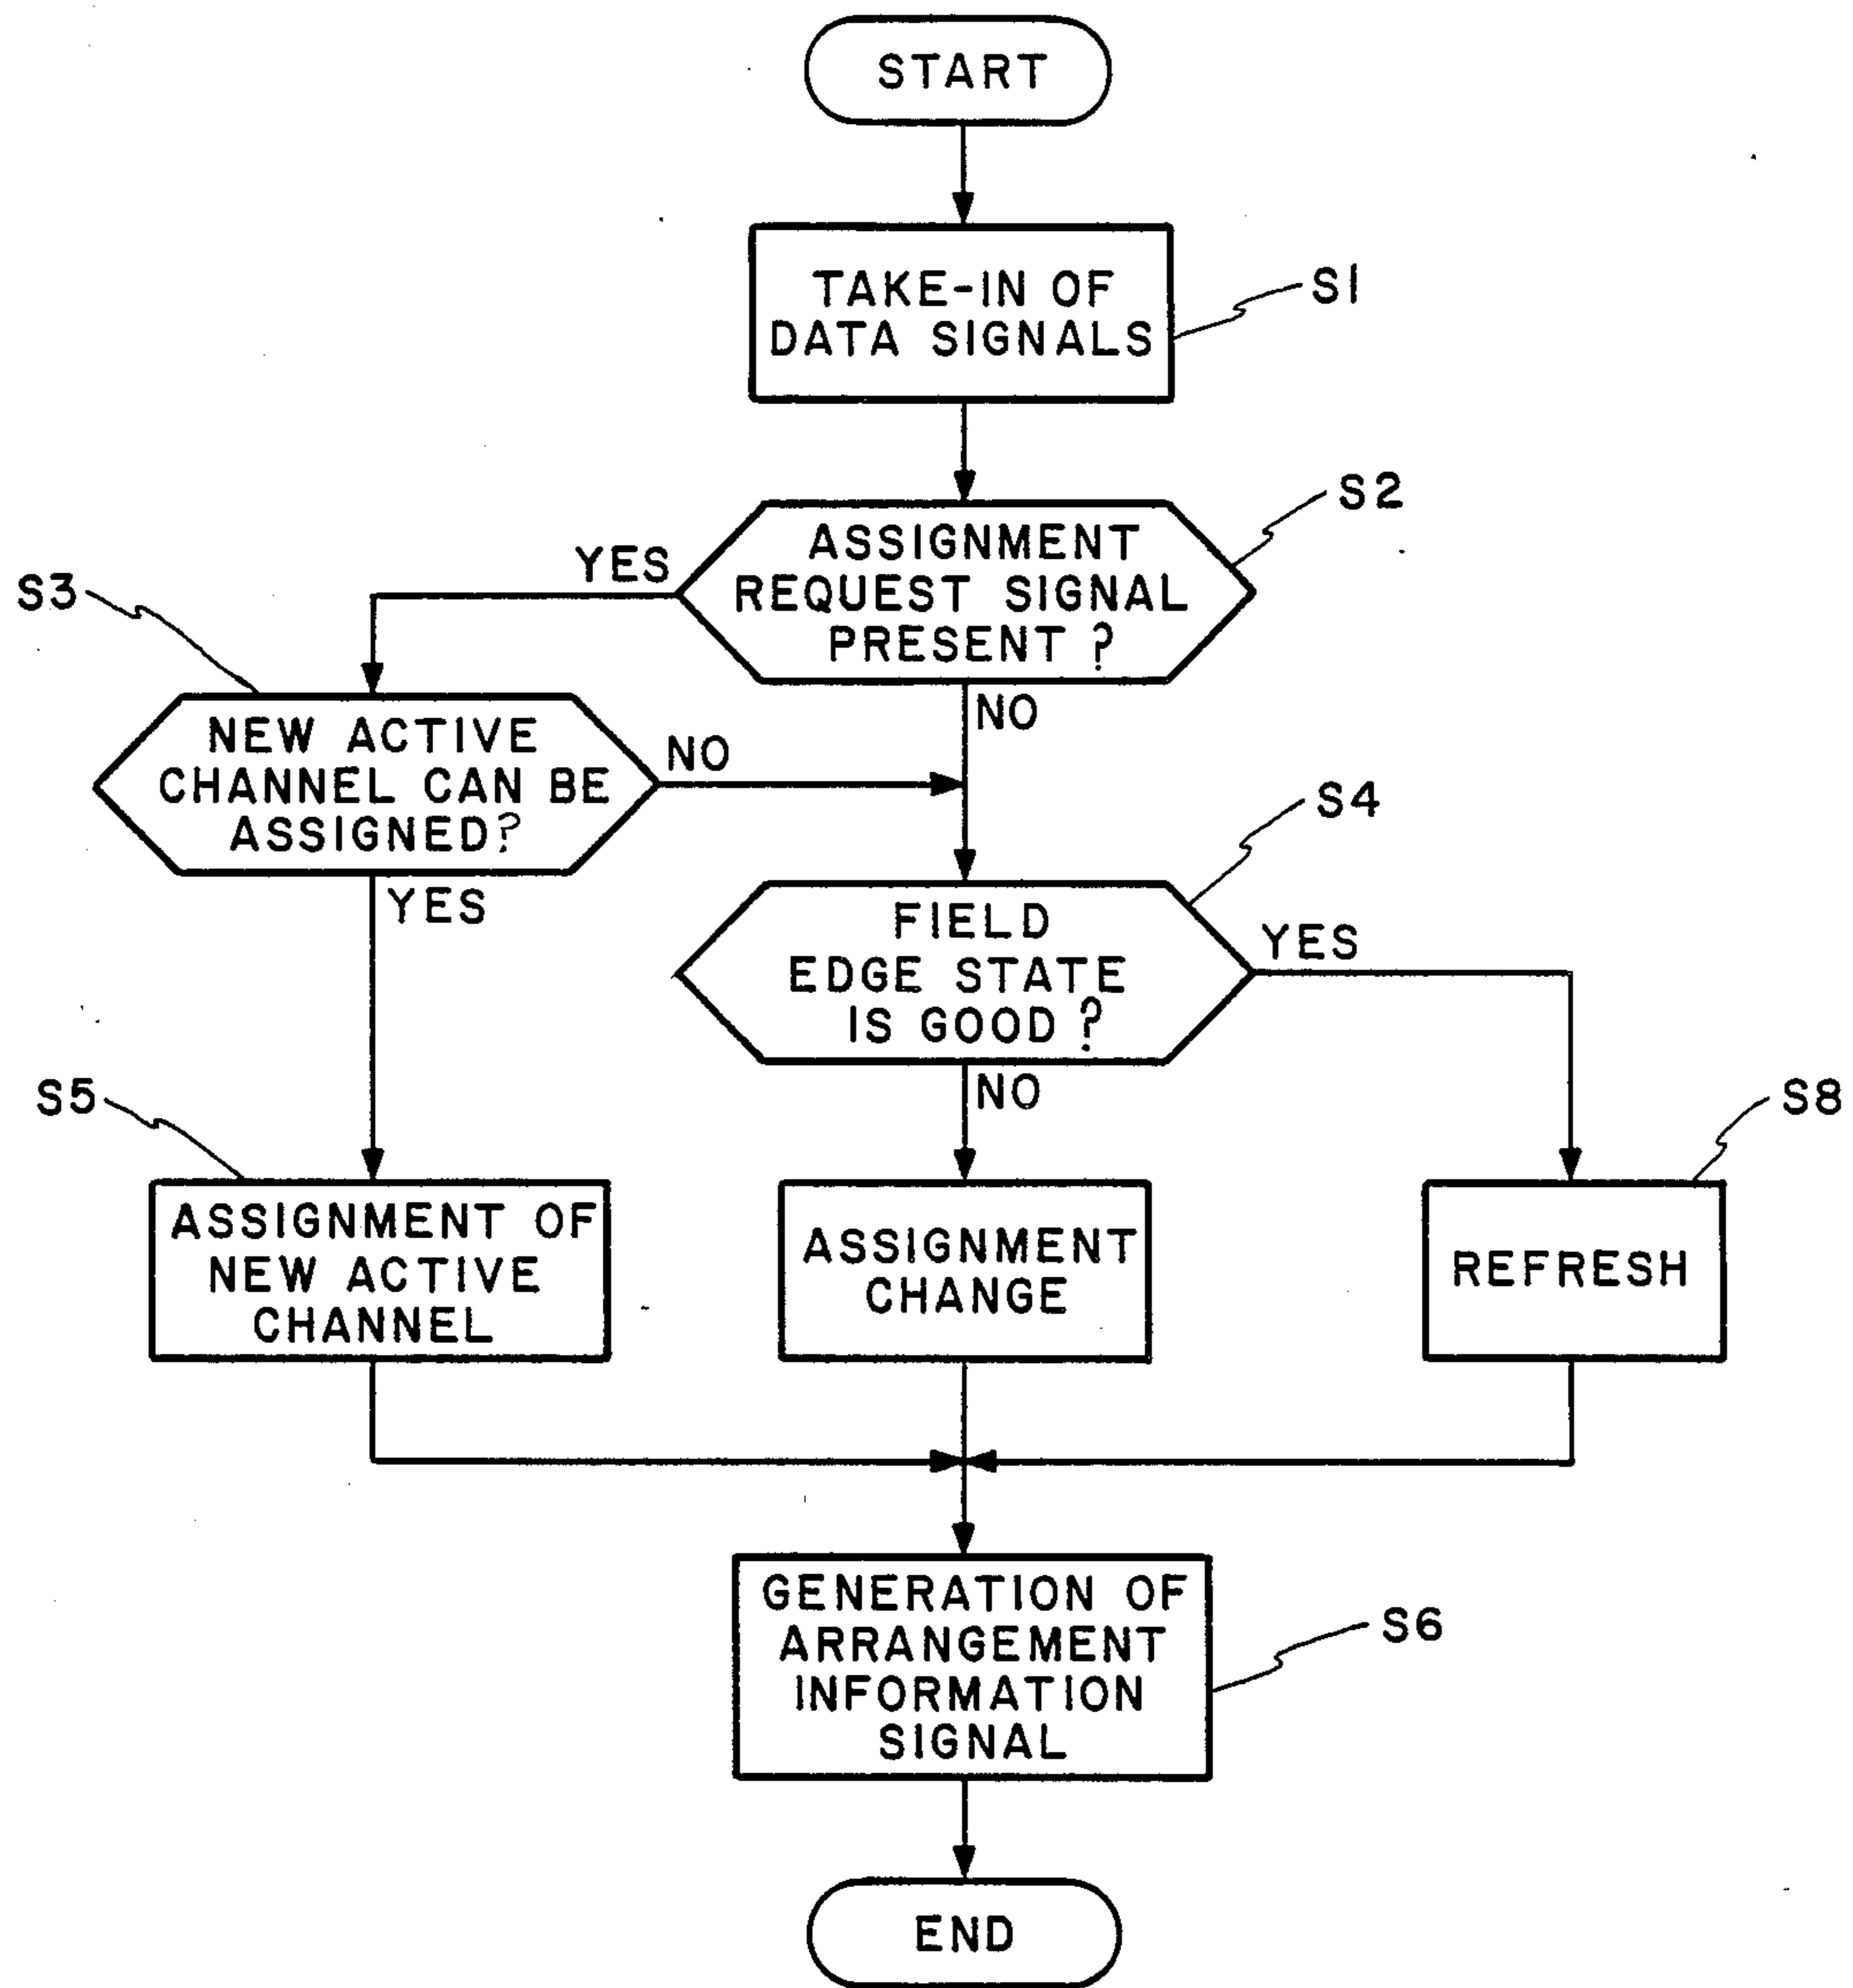 START
TAKE-IN OF
DATA SIGNALS
S1
ASSIGNMENT
REQUEST SIGNAL
PRESENT ?
S2
YES
NO
S3
NEW ACTIVE
CHANNEL CAN BE
ASSIGNED?
NO
YES
S4
FIELD
EDGE STATE
IS GOOD ?
YES
NO
S5
ASSIGNMENT OF
NEW ACTIVE
CHANNEL
ASSIGNMENT
CHANGE
S8
REFRESH
GENERATION OF
ARRANGEMENT
INFORMATION
SIGNAL
S6
END